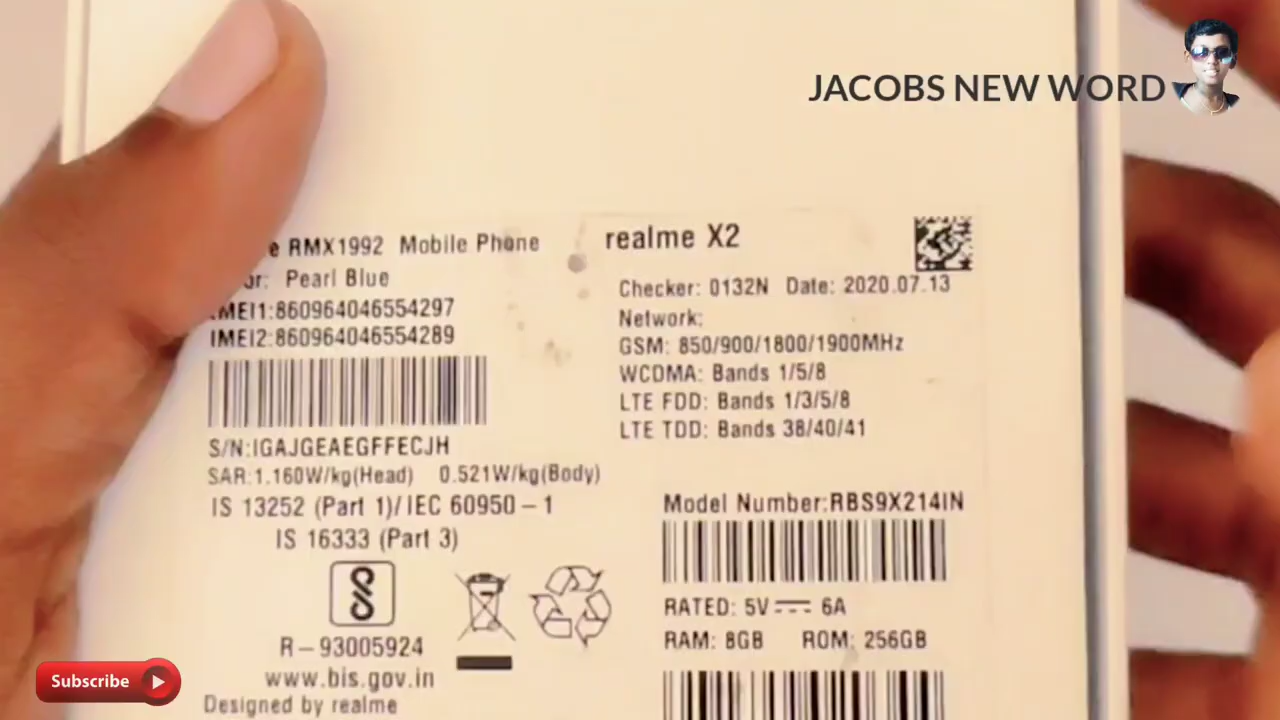 JACOBS NEW WORD
e RMX1992 Mobile Phone
or: Pearl Blue
IMEI1:860964046554297
IMEI2:860964046554289
S/N:IGAJGEAEGFFECJH
SAR:1.160W/kg(Head) 0.521W/kg(Body)
IS 13252 (Part 1)/ IEC 60950 – 1
IS 16333 (Part 3)
R – 93005924
www.bis.gov.in
Designed by realme
realme X2
Checker: 0132N Date: 2020.07.13
Network:
GSM: 850/900/1800/1900MHz
WCDMA: Bands 1/5/8
LTE FDD: Bands 1/3/5/8
LTE TDD: Bands 38/40/41
Model Number:RBS9X214IN
RATED: 5V 6A
RAM: 8GB ROM: 256GB
Subscribe